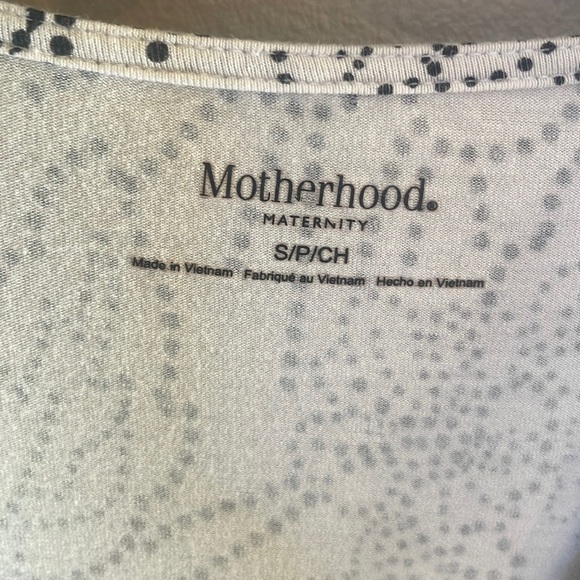 Motherhood.
MATERNITY
S/P/CH
Made in Vietnam Fabriqué au Vietnam Hecho en Vietnam